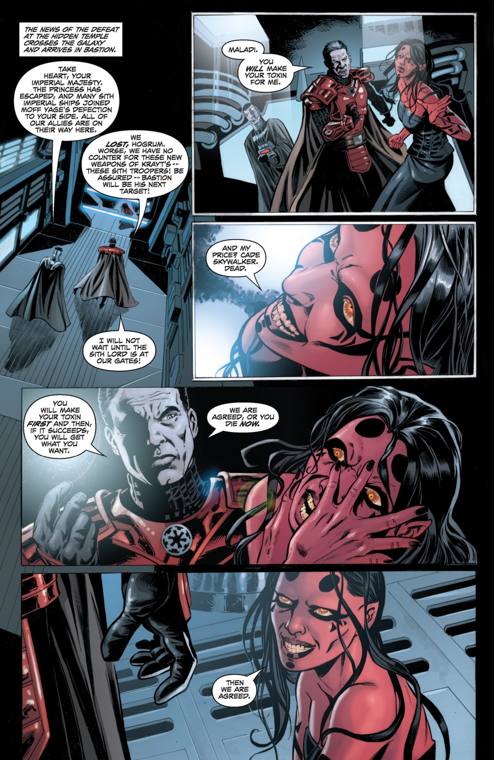 THE NEWS OF THE DEFEAT
AT THE HIDDEN TEMPLE
CROSSES THE GALAXY
AND ARRIVES IN BASTION.
TAKE
HEART, YOUR
IMPERIAL MAJESTY.
THE PRINCESS HAS
ESCAPED, AND MANY SITH
IMPERIAL SHIPS JOINED
MOFF YAGE'S DEFECTION
TO YOUR SIDE. ALL OF
OUR ALLIES ARE ON
THEIR WAY HERE.
WE
LOST, HOGRUM.
WORSE, WE HAVE NO
COUNTER FOR THESE NEW
WEAPONS OF KRAYT'S --
THESE SITH TROOPERS! BE
ASSURED -- BASTION
WILL BE HIS NEXT
TARGET!
I WILL NOT
WAIT UNTIL THE
SITH LORD IS AT
OUR GATES!
MALADI.
YOU
WILL MAKE
YOUR TOXIN
FOR ME.
AND MY
PRICE? CADE
SKYWALKER.
DEAD.
YOU
WILL MAKE
YOUR TOXIN
FIRST AND THEN,
IF IT SUCCEEDS,
YOU WILL GET
WHAT YOU
WANT.
WE ARE
AGREED, OR YOU
DIE NOW.
THEN
WE ARE
AGREED.